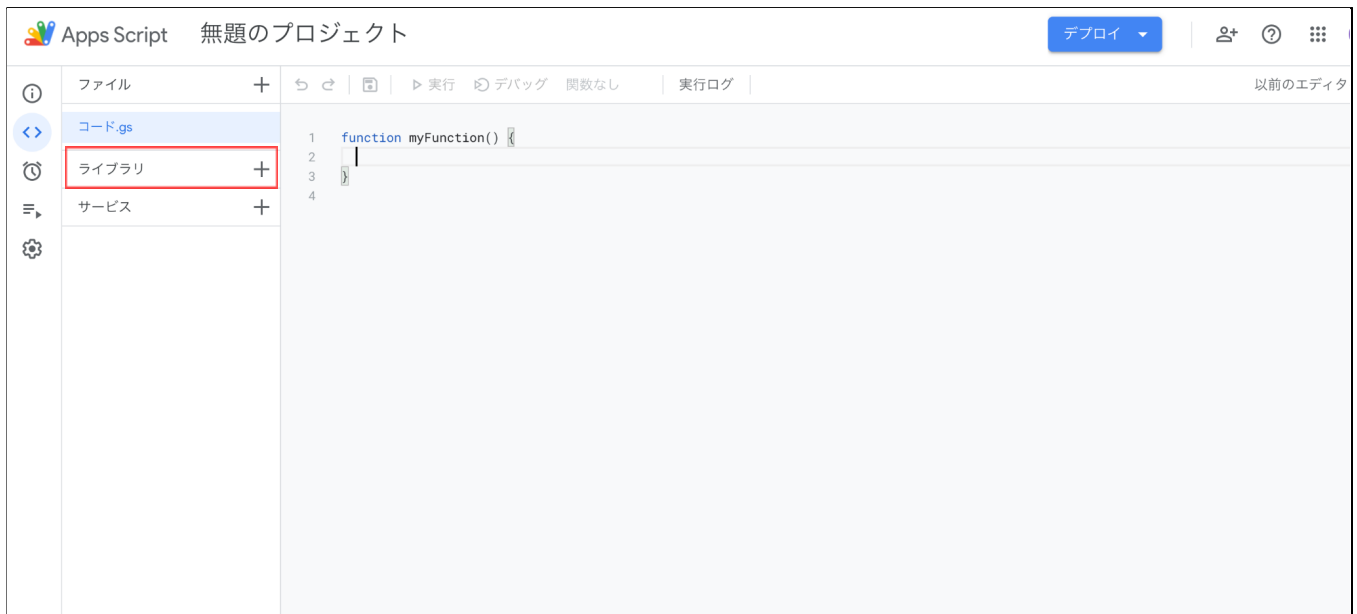 Apps Script 無題のプロジェクト デプロイ
ファイル 実行 デバッグ 関数なし 実行ログ 以前のエディタ
コード.gs
ライブラリ
サービス
1 function myFunction() {
2
3 }
4